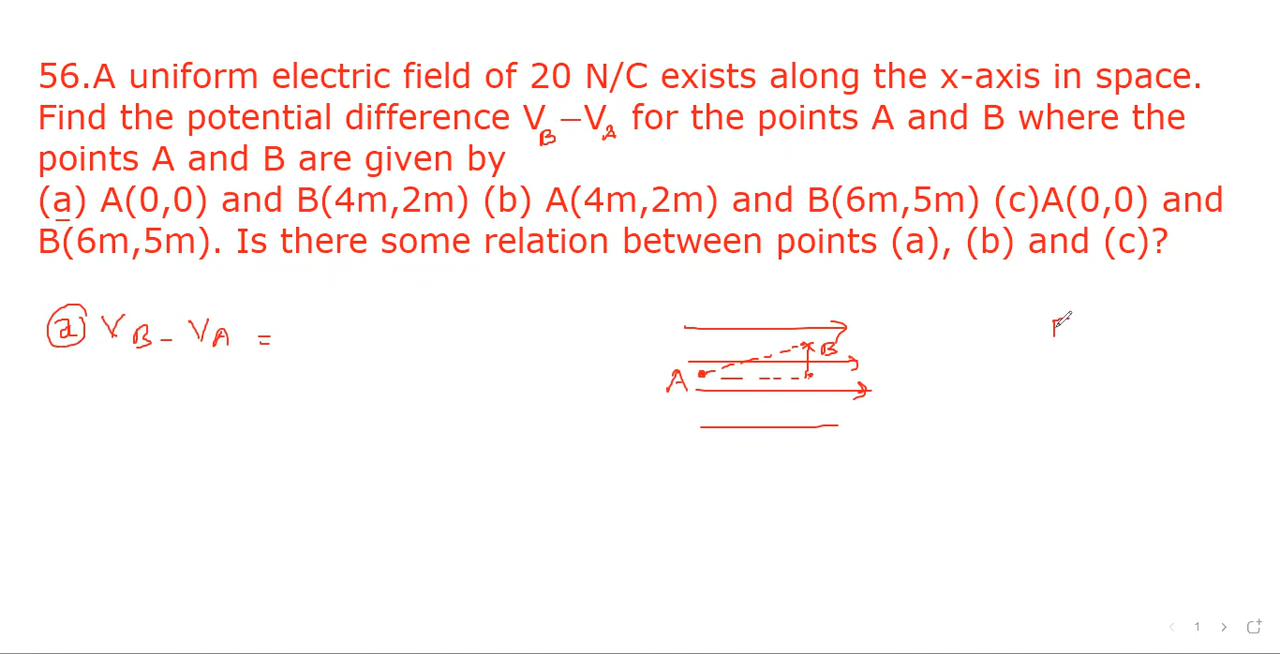 56.A uniform electric field of 20 N/C exists along the x-axis in space.
Find the potential difference V_B –V_A for the points A and B where the
points A and B are given by
(a) A(0,0) and B(4m,2m) (b) A(4m,2m) and B(6m,5m) (c)A(0,0) and
B(6m,5m). Is there some relation between points (a), (b) and (c)?
(a) V_B - V_A =
B
A
1